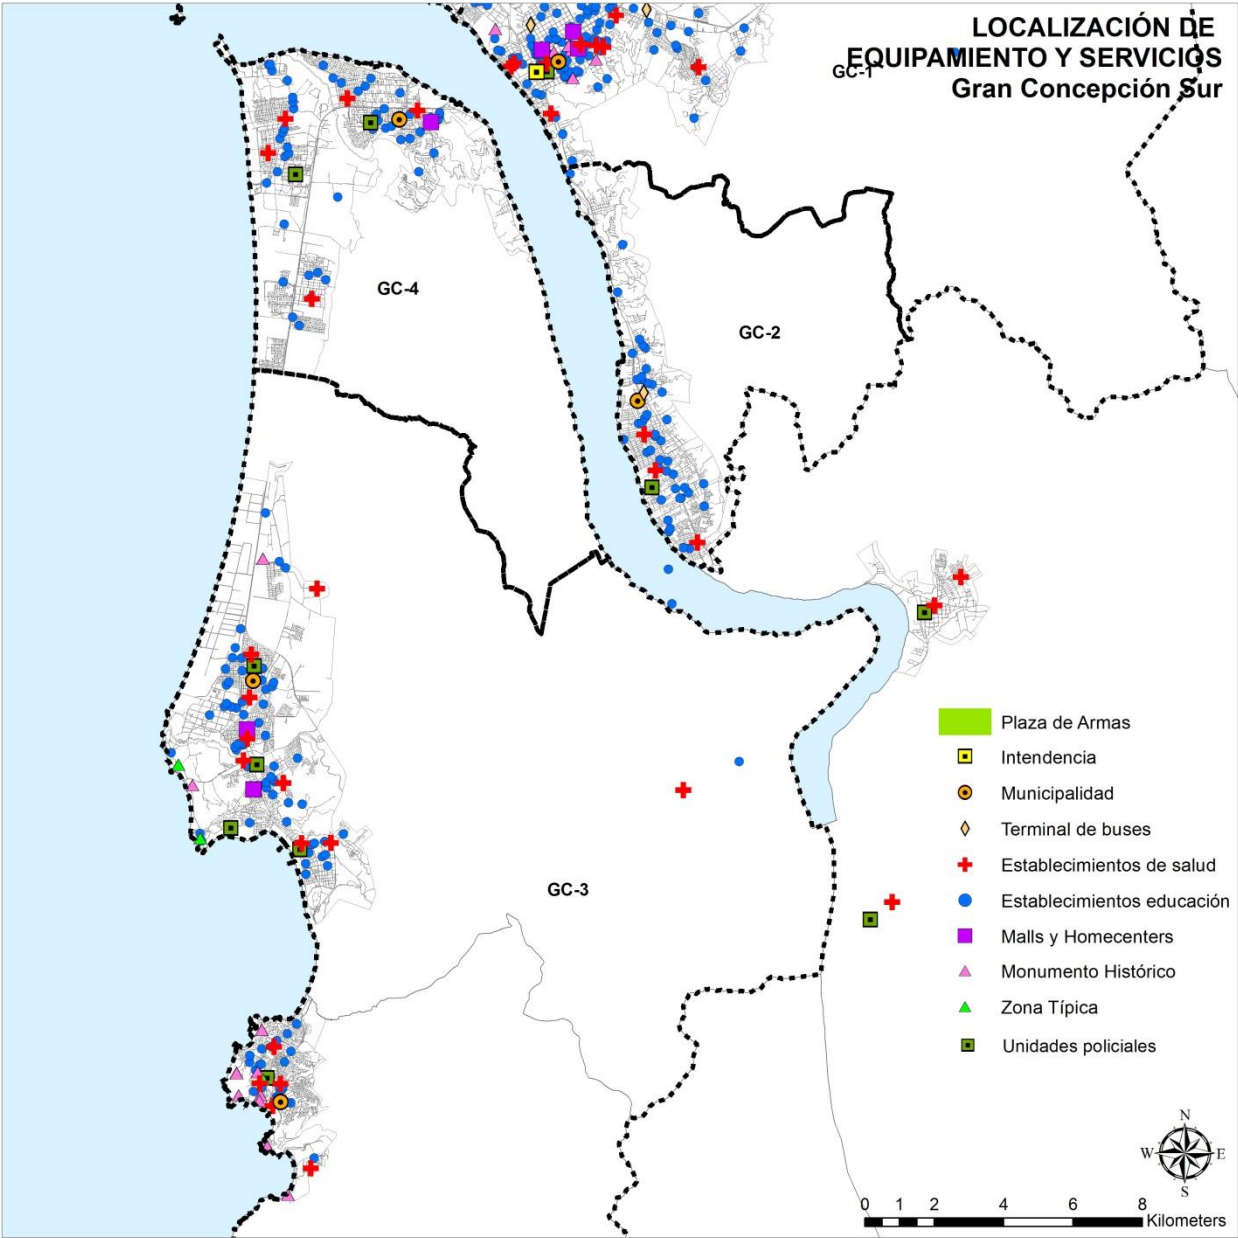 LOCALIZACIÓN DE
EQUIPAMIENTO Y SERVICIOS
Gran Concepción Sur
GC-1
GC-4
GC-2
GC-3
Plaza de Armas
Intendencia
Municipalidad
Terminal de buses
Establecimientos de salud
Establecimientos educación
Malls y Homecenters
Monumento Histórico
Zona Típica
Unidades policiales
N
W E
S
0 1 2 4 6 8
Kilometers